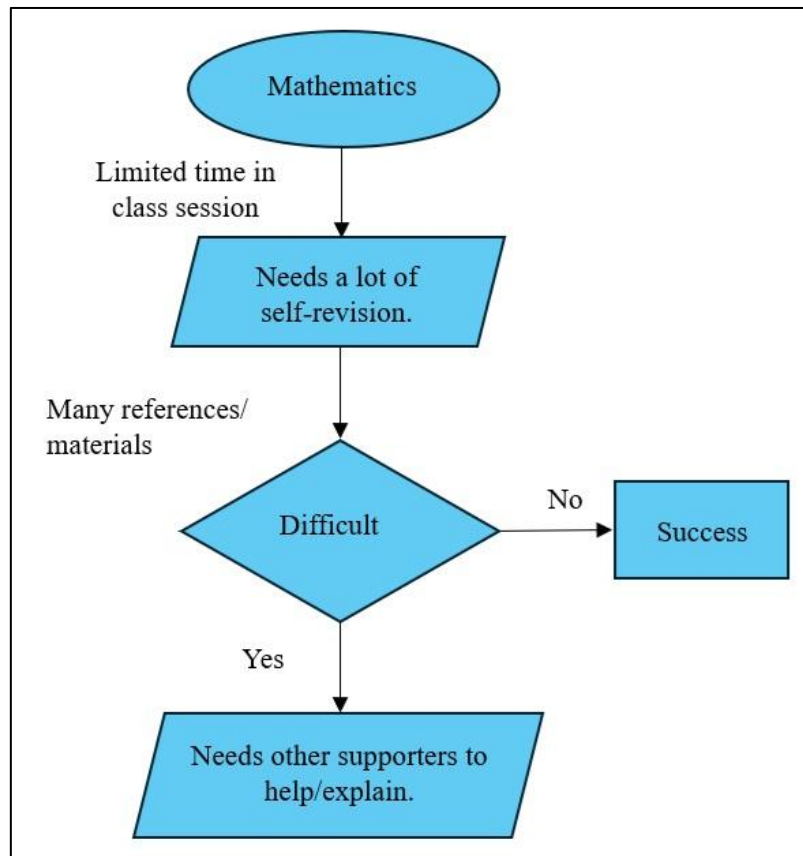 Mathematics
Limited time in
class session
Needs a lot of
self-revision.
Many references/
materials
Difficult
No
Success
Yes
Needs other supporters to
help/explain.